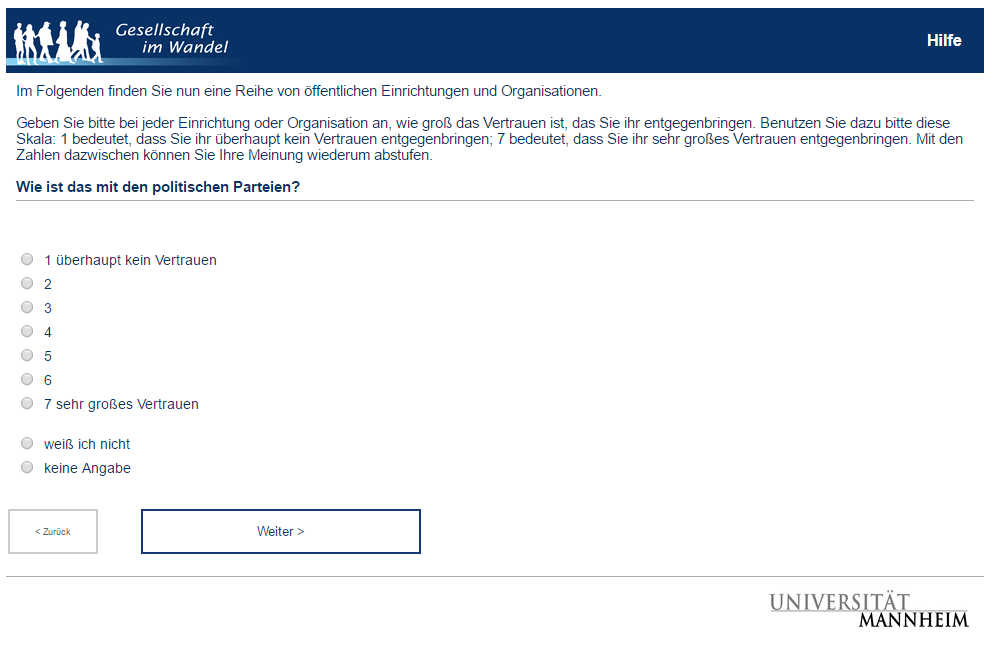 Gesellschaft
im Wandel
Hilfe
Im Folgenden finden Sie nun eine Reihe von öffentlichen Einrichtungen und Organisationen.
Geben Sie bitte bei jeder Einrichtung oder Organisation an, wie groß das Vertrauen ist, das Sie ihr entgegenbringen. Benutzen Sie dazu bitte diese
Skala: 1 bedeutet, dass Sie ihr überhaupt kein Vertrauen entgegenbringen; 7 bedeutet, dass Sie ihr sehr großes Vertrauen entgegenbringen. Mit den
Zahlen dazwischen können Sie Ihre Meinung wiederum abstufen.
Wie ist das mit den politischen Parteien?
1 überhaupt kein Vertrauen
2
3
4
5
6
7 sehr großes Vertrauen
weiß ich nicht
keine Angabe
< Zurück
Weiter >
UNIVERSITÄT
MANNHEIM